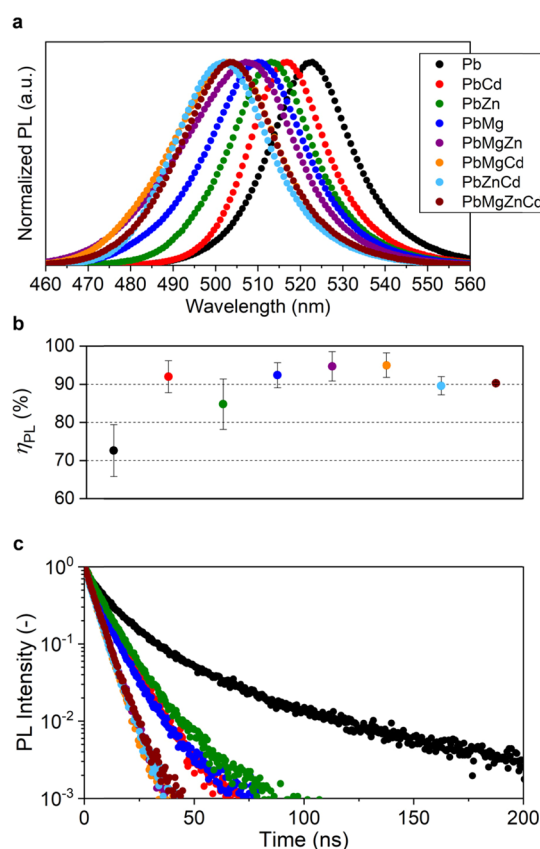 a
Normalized PL (a.u.)
Pb
PbCd
PbZn
PbMg
PbMgZn
PbMgCd
PbZnCd
PbMgZnCd
460 470 480 490 500 510 520 530 540 550 560
Wavelength (nm)
b
η_PL (%)
100
90
80
70
60
c
PL Intensity (-)
10^0
10^-1
10^-2
10^-3
0 50 100 150 200
Time (ns)